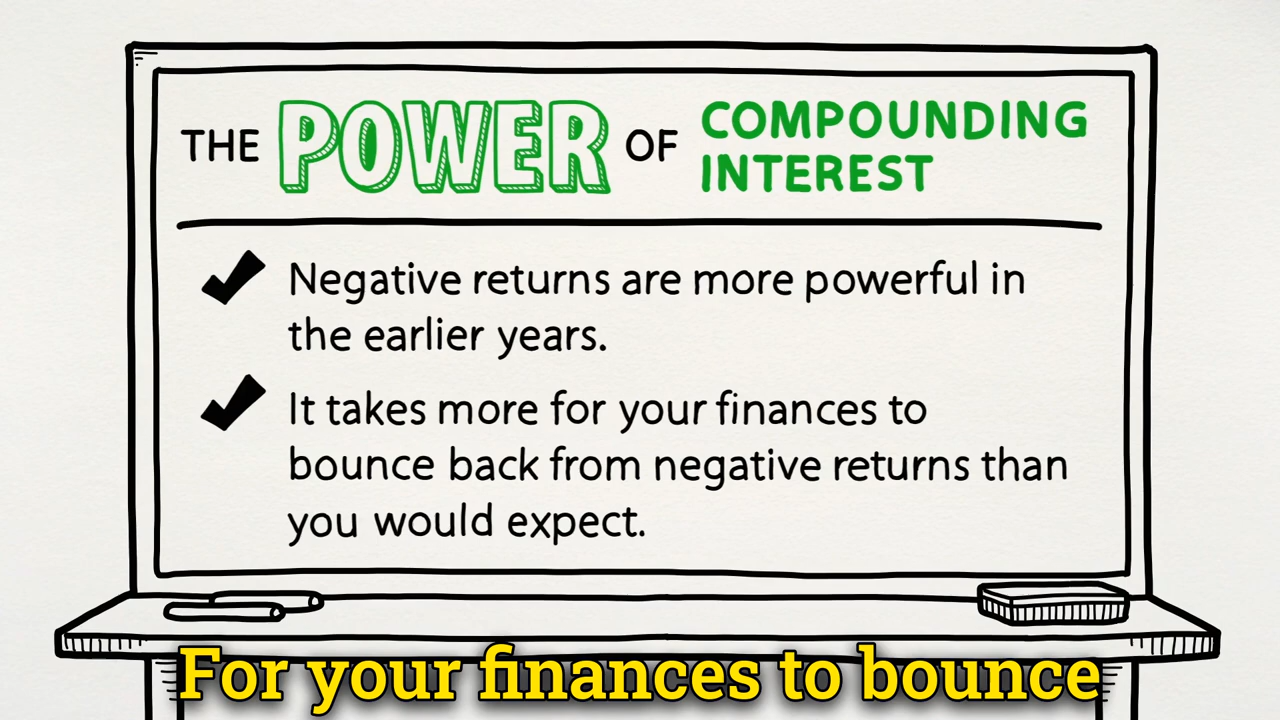 THE POWER OF COMPOUNDING
INTEREST
Negative returns are more powerful in
the earlier years.
It takes more for your finances to
bounce back from negative returns than
you would expect.
For your finances to bounce